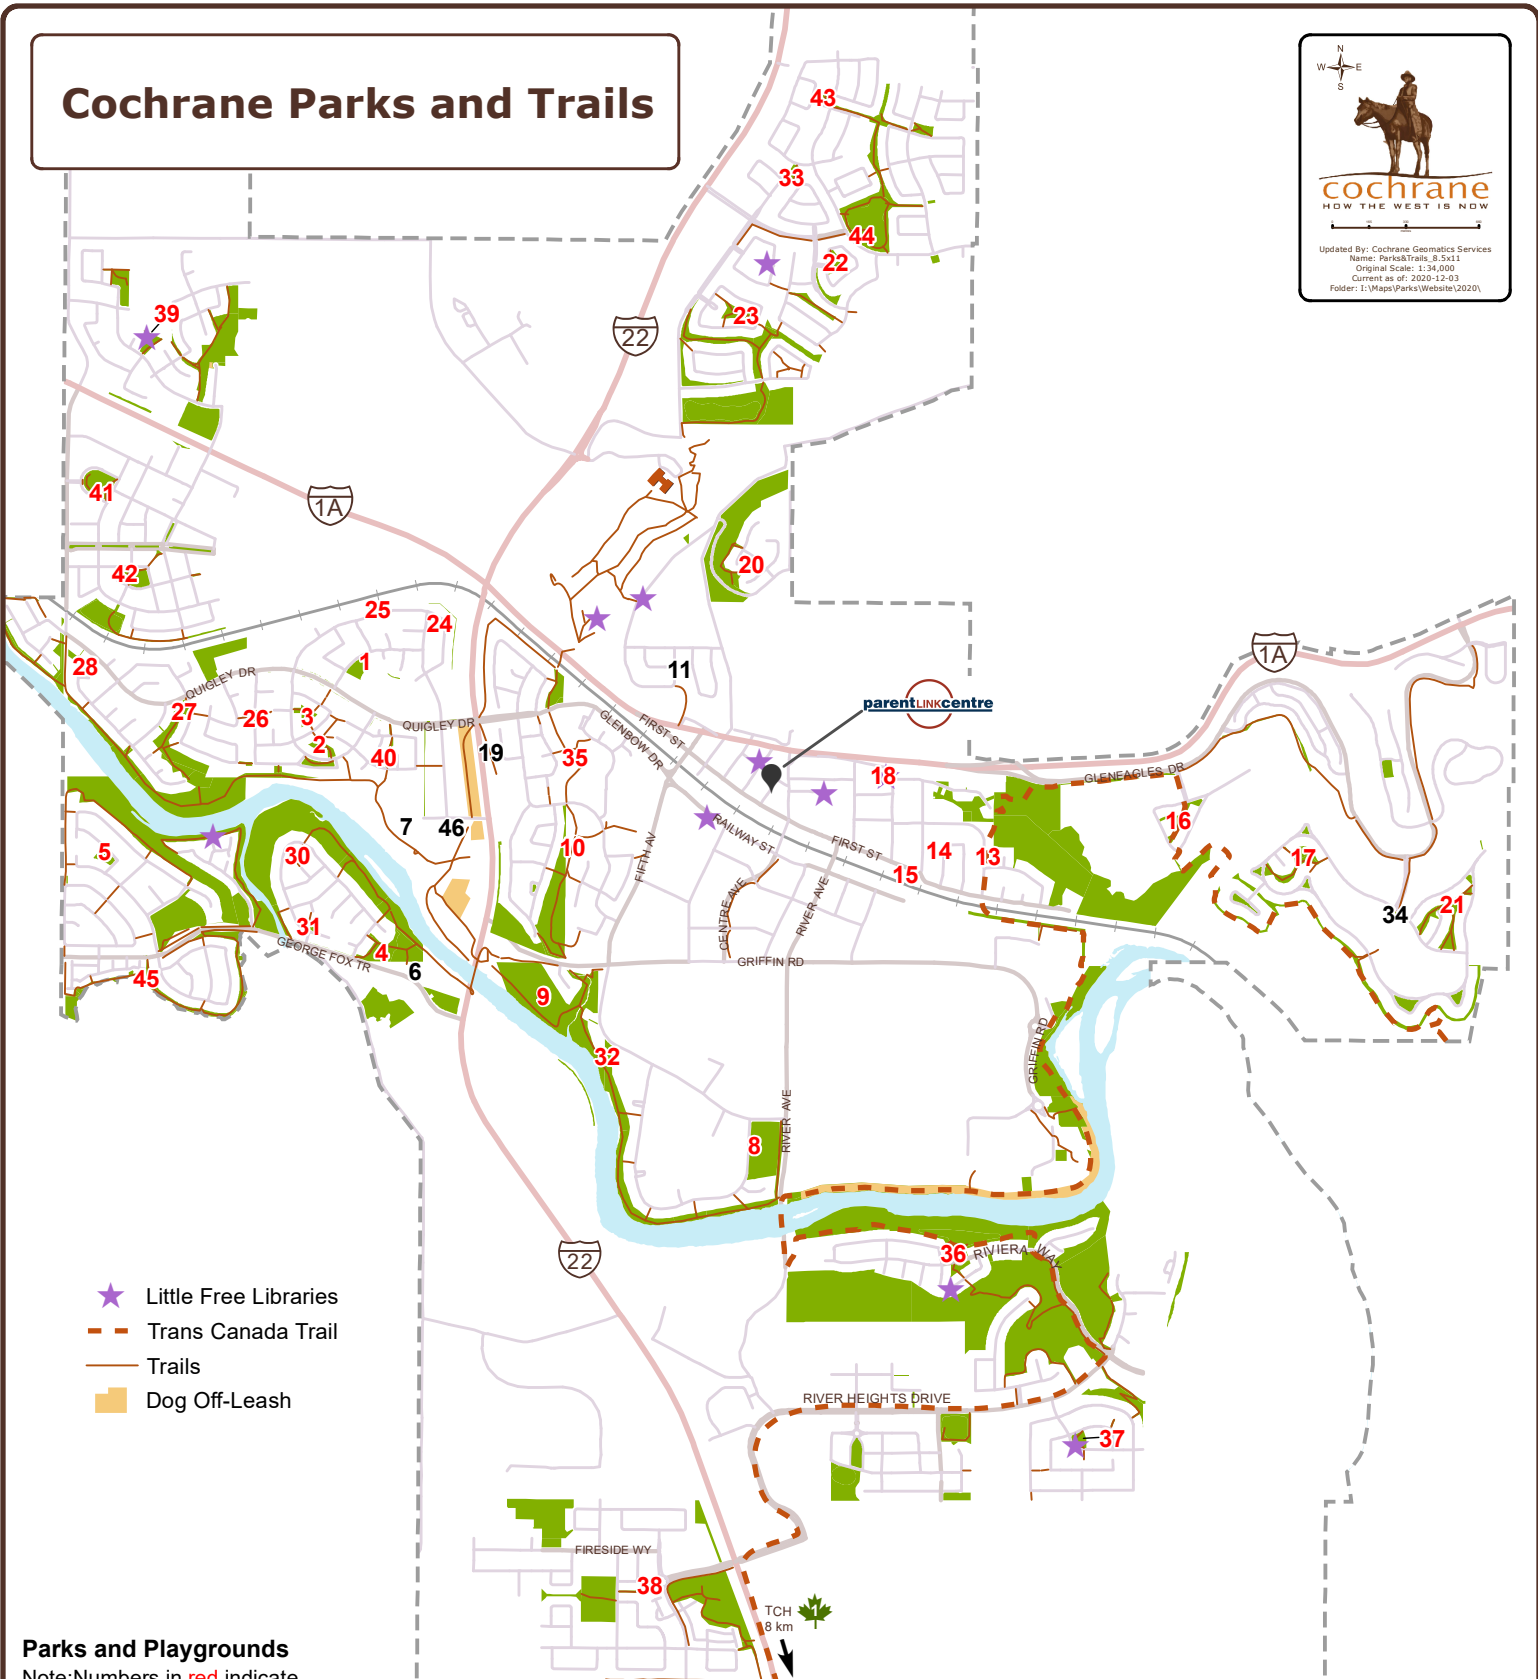 Cochrane Parks and Trails
N
W E
S
cochrane
HOW THE WEST IS NOW
Updated By: Cochrane Geomatics Services
Name: Parks&Trails_8.5x11
Original Scale: 1:34,000
Current as of: 2020-12-03
Folder: I:\Maps\Parks\Website\2020\
43
33
44
22
23
39
22
41
1A
42
20
25
24
28
1
11
1A
QUIGLEY DR
27
26
3
2
40
QUIGLEY DR
19
35
GLENBOW DR
FIRST ST
parentLINKcentre
18
GLENEAGLES DR
16
7
46
5
30
10
FIFTH AV
RAILWAY ST
FIRST ST
15
14
13
17
34
21
CENTRE AVE
RIVER AVE
31
GEORGE FOX TR
4
6
45
9
GRIFFIN RD
32
GRIFFIN RD
8
RIVER AVE
22
36
RIVIERA WAY
Little Free Libraries
Trans Canada Trail
Trails
Dog Off-Leash
RIVER HEIGHTS DRIVE
37
FIRESIDE WY
38
TCH
8 km
1
Parks and Playgrounds
Note:Numbers in red indicate